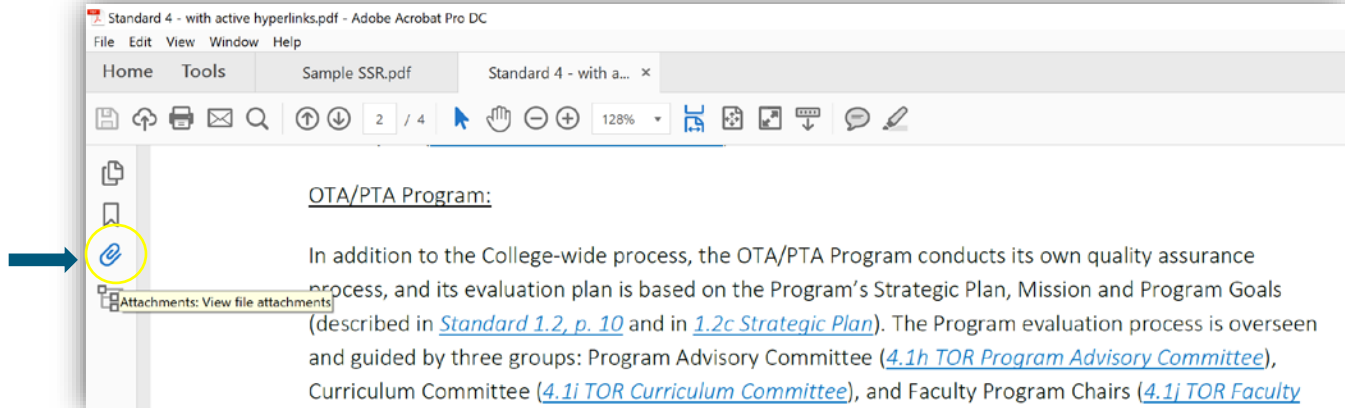 Standard 4 - with active hyperlinks.pdf - Adobe Acrobat Pro DC
File Edit View Window Help
Home Tools Sample SSR.pdf Standard 4 - with a... ×
2 / 4 128%
OTA/PTA Program:
In addition to the College-wide process, the OTA/PTA Program conducts its own quality assurance
Attachments: View file attachments
process, and its evaluation plan is based on the Program's Strategic Plan, Mission and Program Goals
(described in Standard 1.2, p. 10 and in 1.2c Strategic Plan). The Program evaluation process is overseen
and guided by three groups: Program Advisory Committee (4.1h TOR Program Advisory Committee),
Curriculum Committee (4.1i TOR Curriculum Committee), and Faculty Program Chairs (4.1j TOR Faculty